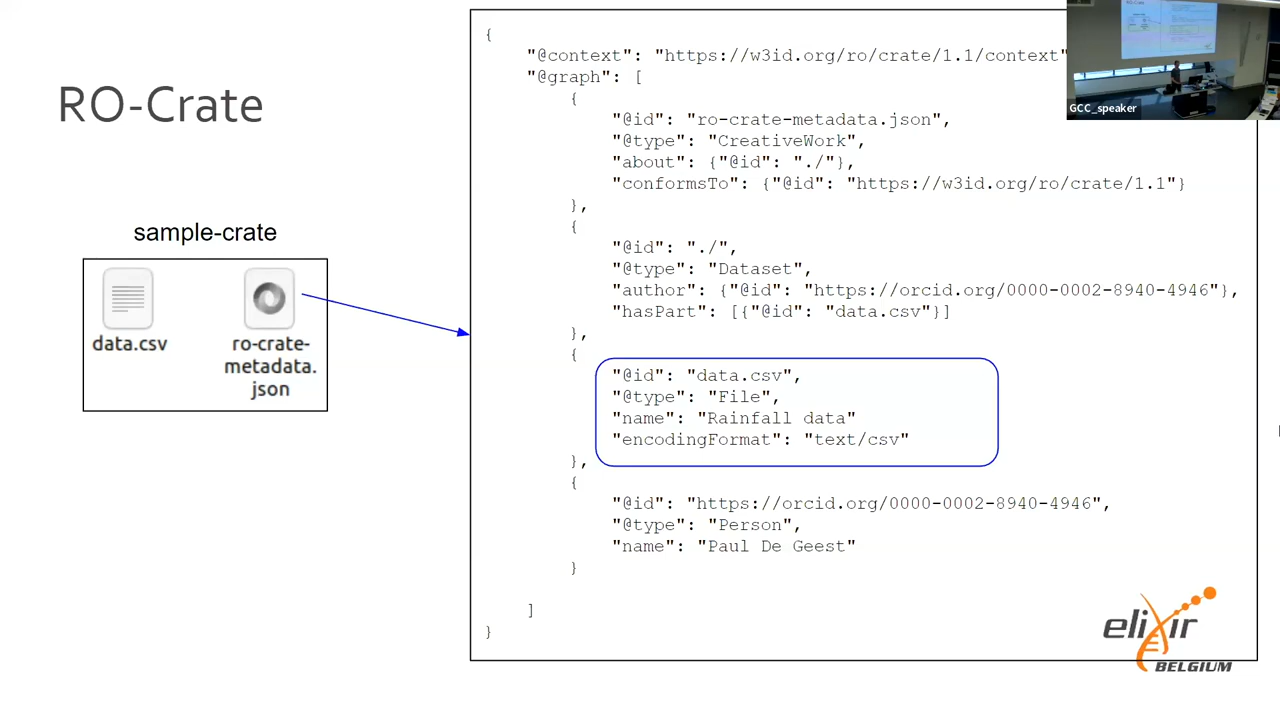 RO-Crate
sample-crate
data.csv
ro-crate-
metadata.
json
{
"@context": "https://w3id.org/ro/crate/1.1/context"
"@graph": [
{
"@id": "ro-crate-metadata.json",
"@type": "CreativeWork",
"about": {"@id": "./"},
"conformsTo": {"@id": "https://w3id.org/ro/crate/1.1"}
},
{
"@id": "./",
"@type": "Dataset",
"author": {"@id": "https://orcid.org/0000-0002-8940-4946"},
"hasPart": [{"@id": "data.csv"}]
},
{
"@id": "data.csv",
"@type": "File",
"name": "Rainfall data"
"encodingFormat": "text/csv"
},
{
"@id": "https://orcid.org/0000-0002-8940-4946",
"@type": "Person",
"name": "Paul De Geest"
}
]
}
RO-Crate
GCC_speaker
elixir
BELGIUM